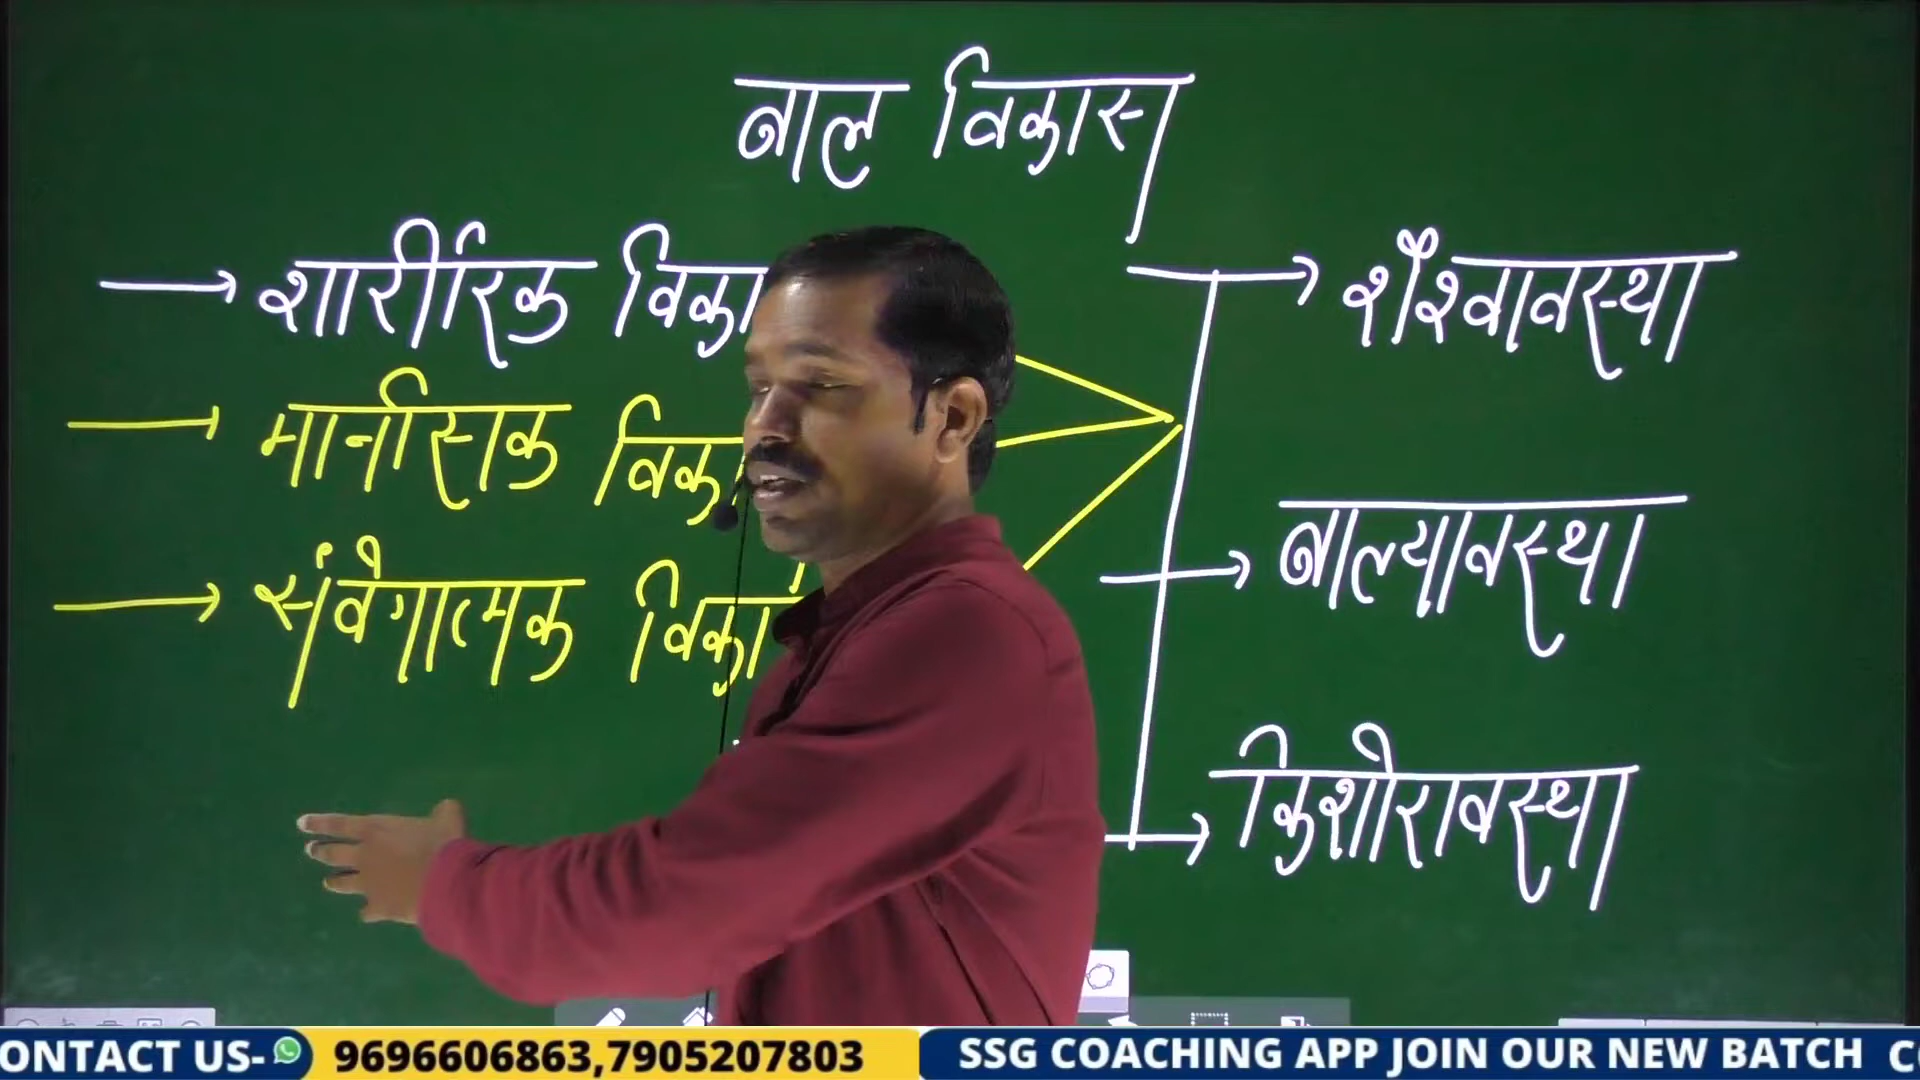 बाल विकास
शारीरिक विका
मानसिक विका
संवेगात्मक विका
शैशवावस्था
बाल्यावस्था
किशोरावस्था
ONTACT US- 9696606863,7905207803 SSG COACHING APP JOIN OUR NEW BATCH C